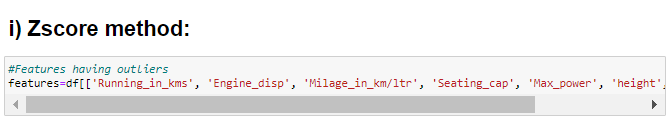 i) Zscore method:
#Features having outliers
features=df[['Running_in_kms', 'Engine_disp', 'Milage_in_km/ltr', 'Seating_cap', 'Max_power', 'height',